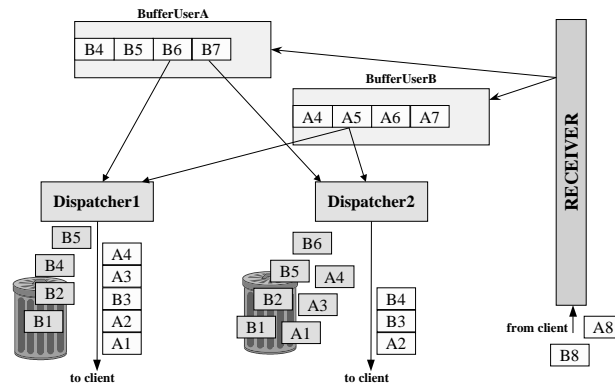 BufferUserA
B4 B5 B6 B7
BufferUserB
A4 A5 A6 A7
RECEIVER
Dispatcher1
Dispatcher2
B5
B4
B2
B1
A4
A3
B3
A2
A1
to client
B6
B5
A4
B2
A3
B1
A1
B4
B3
A2
to client
from client
A8
B8